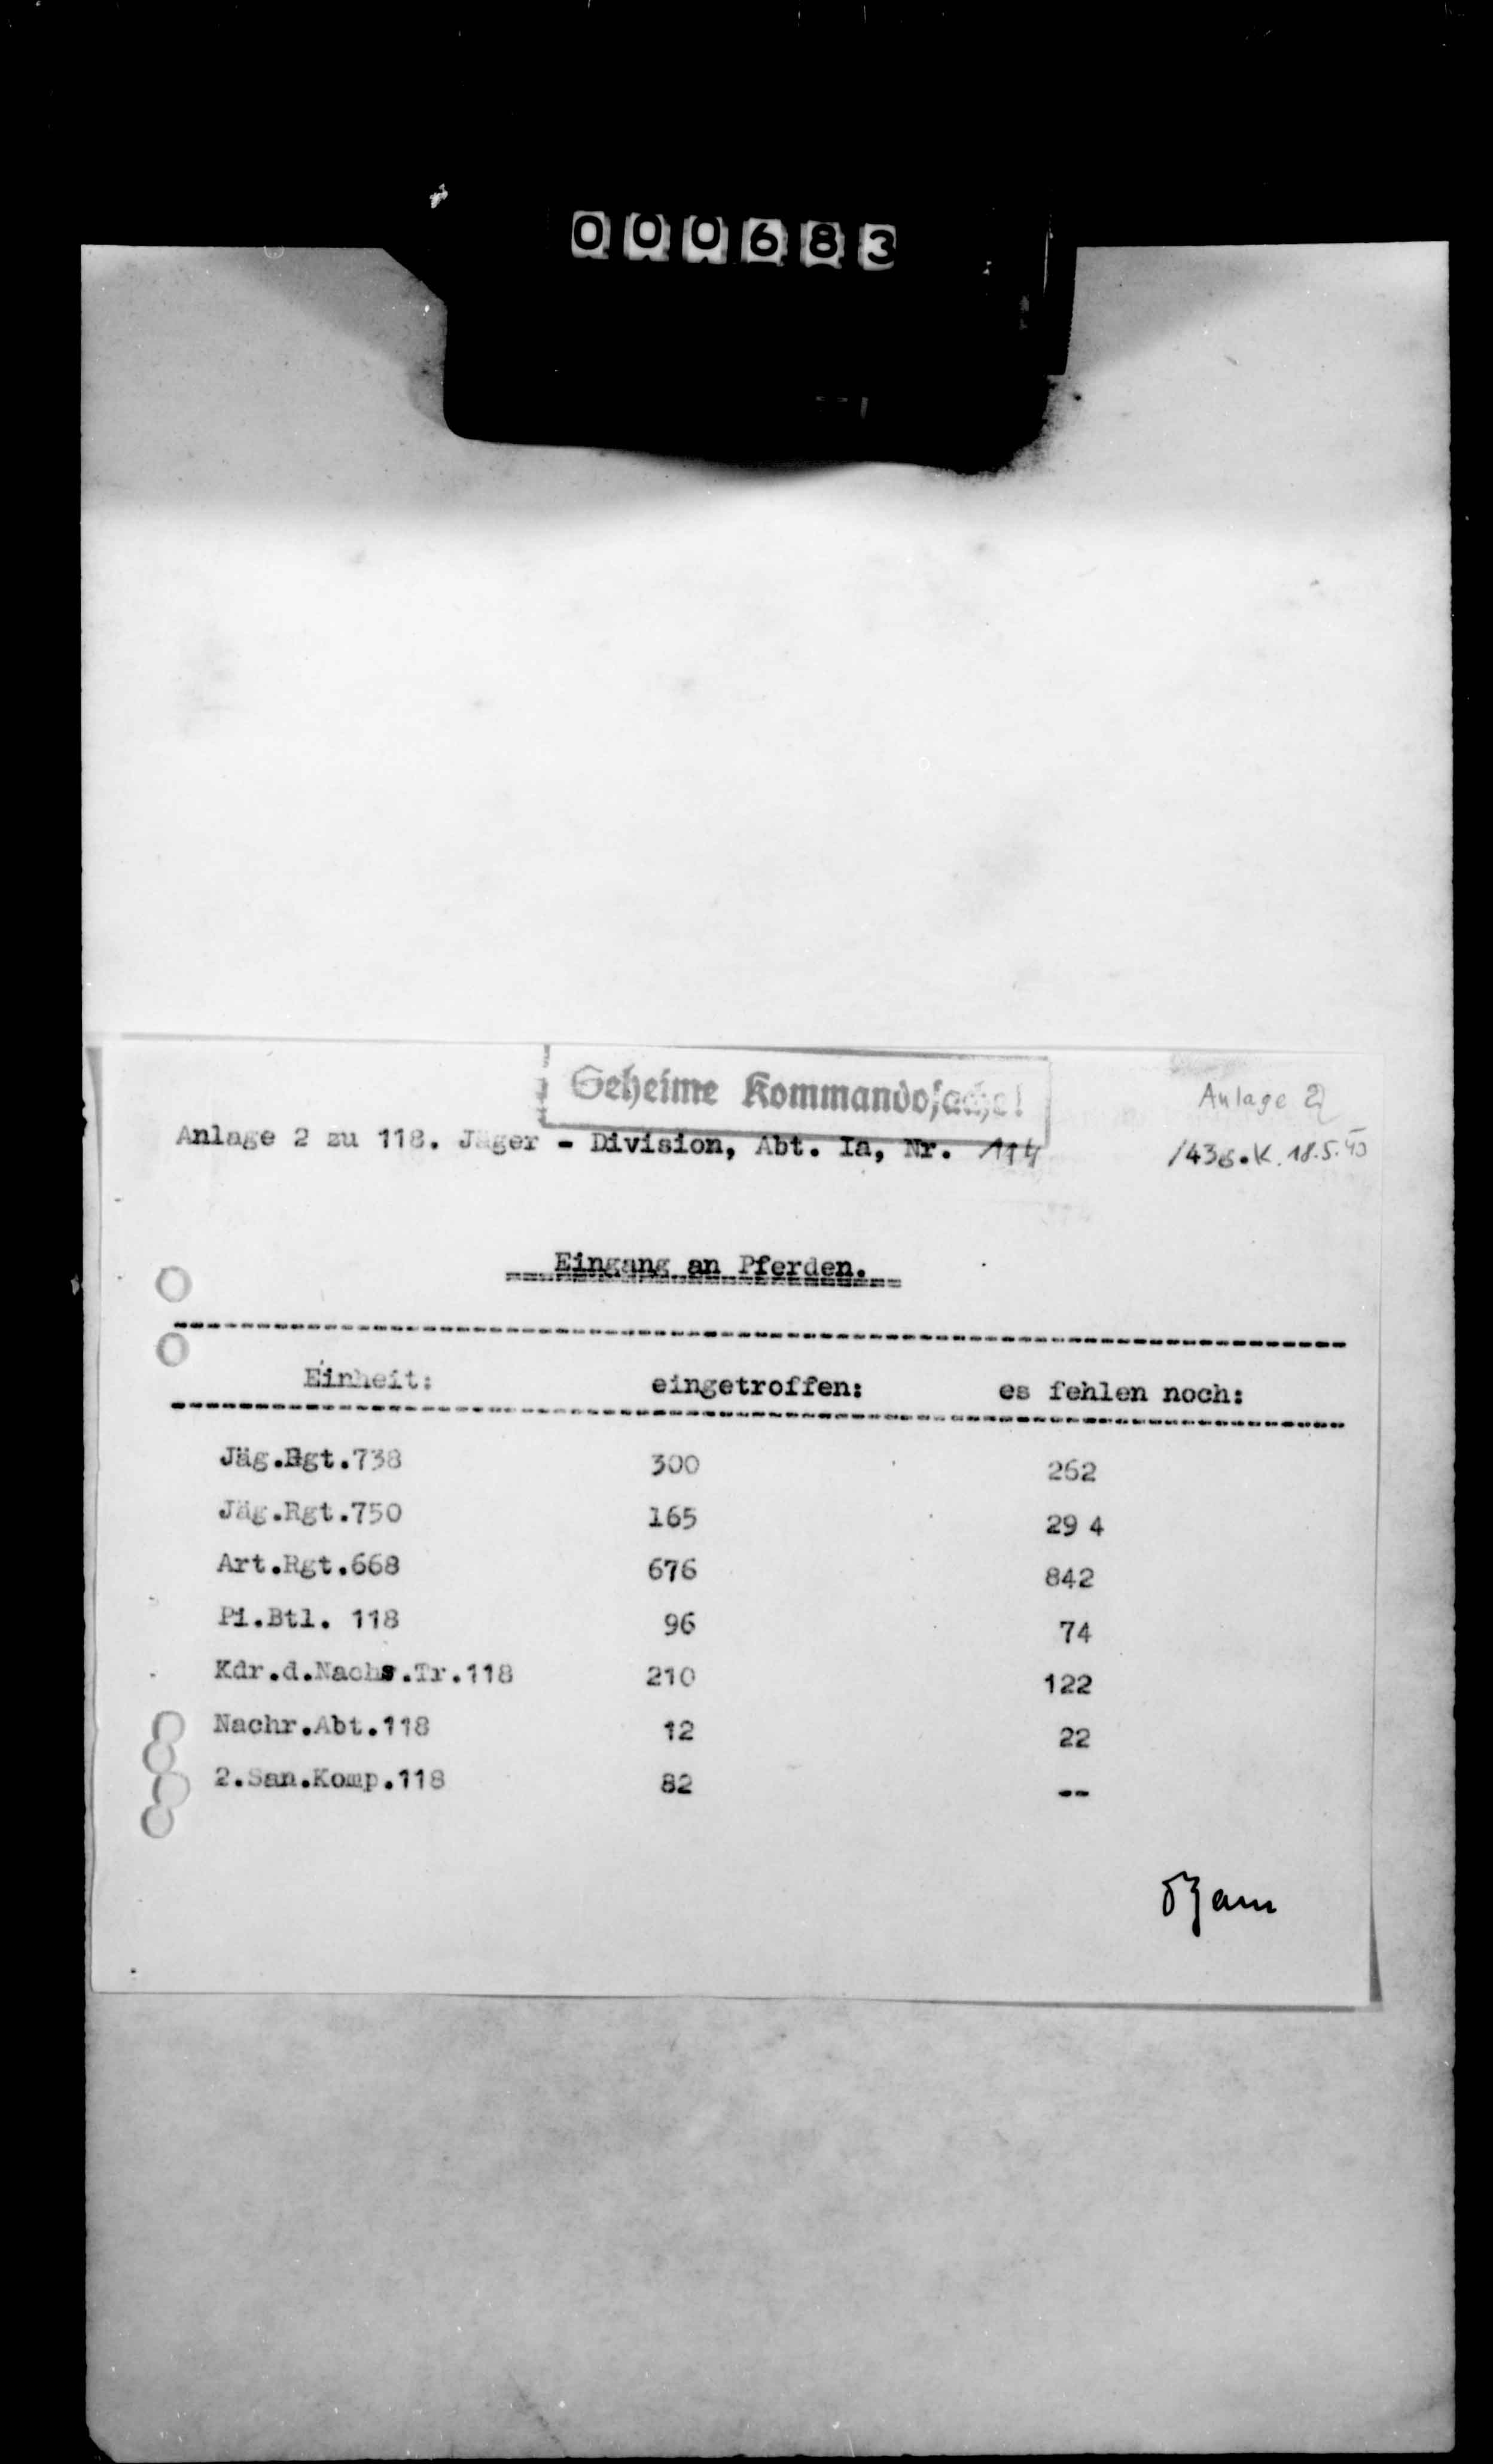 000683
Geheime Kommandosache!
Anlage 2
Anlage 2 zu 118. Jäger - Division, Abt. Ia, Nr. 114 /43g.K. 18.5.43
Eingang an Pferden.
Einheit: eingetroffen: es fehlen noch:
Jäg.Rgt.738 300 262
Jäg.Rgt.750 165 29 4
Art.Rgt.668 676 842
Pi.Btl. 118 96 74
Kdr.d.Nachs.Tr.118 210 122
Nachr.Abt.118 12 22
2.San.Komp.118 82 --